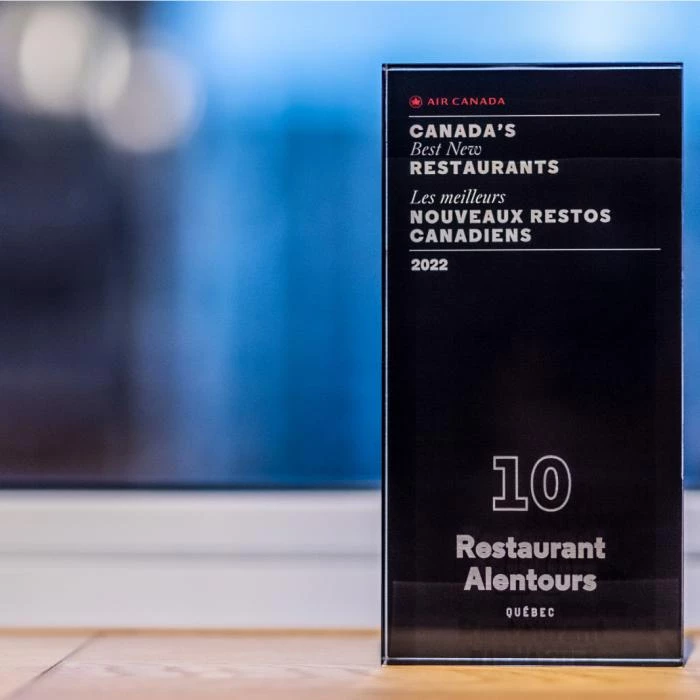 AIR CANADA
CANADA'S
Best New
RESTAURANTS
Les meilleurs
NOUVEAUX RESTOS
CANADIENS
2022
10
Restaurant
Alentours
QUÉBEC